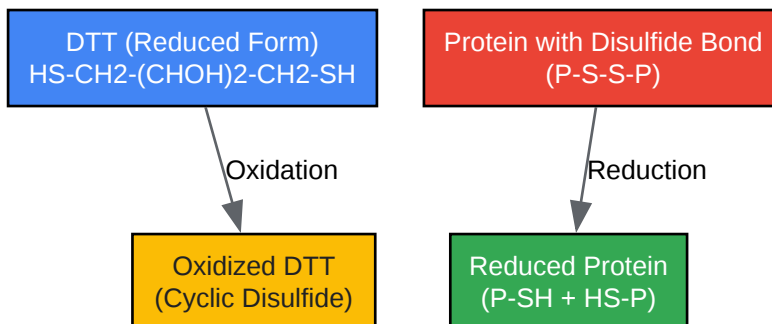 DTT (Reduced Form)
HS-CH2-(CHOH)2-CH2-SH
Protein with Disulfide Bond
(P-S-S-P)
Oxidation
Reduction
Oxidized DTT
(Cyclic Disulfide)
Reduced Protein
(P-SH + HS-P)